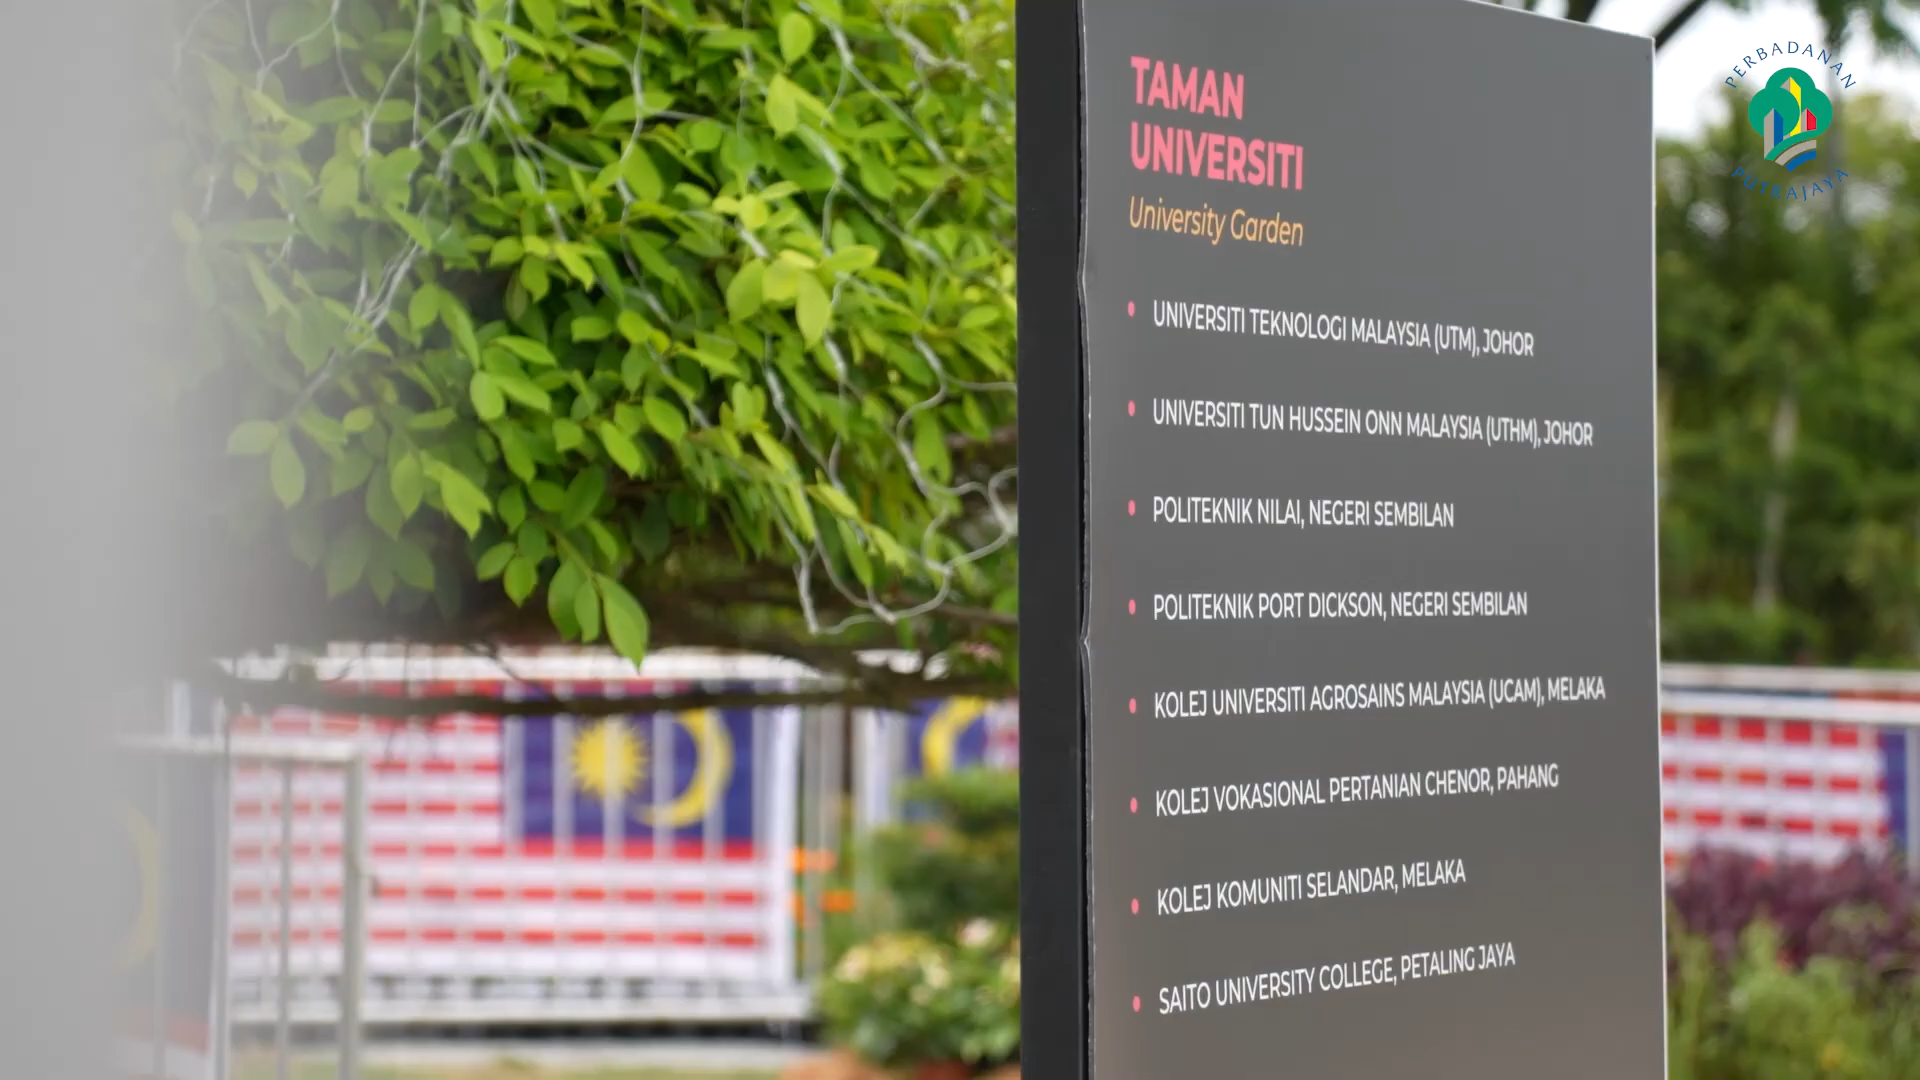 TAMAN
UNIVERSITI
University Garden
• UNIVERSITI TEKNOLOGI MALAYSIA (UTM), JOHOR
• UNIVERSITI TUN HUSSEIN ONN MALAYSIA (UTHM), JOHOR
• POLITEKNIK NILAI, NEGERI SEMBILAN
• POLITEKNIK PORT DICKSON, NEGERI SEMBILAN
• KOLEJ UNIVERSITI AGROSAINS MALAYSIA (UCAM), MELAKA
• KOLEJ VOKASIONAL PERTANIAN CHENOR, PAHANG
• KOLEJ KOMUNITI SELANDAR, MELAKA
• SAITO UNIVERSITY COLLEGE, PETALING JAYA
PERBADANAN
PUTRAJAYA